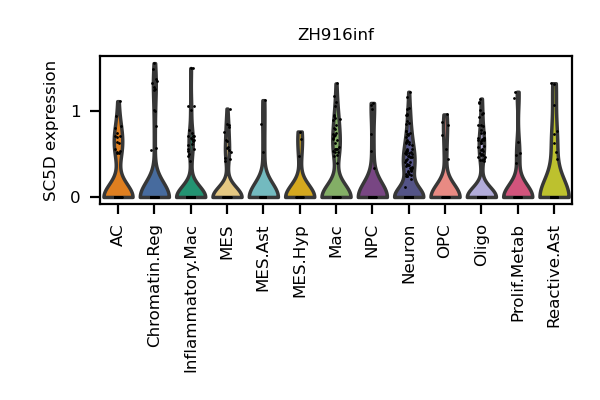 ZH916inf
SC5D expression
1
0
AC
Chromatin.Reg
Inflammatory.Mac
MES
MES.Ast
MES.Hyp
Mac
NPC
Neuron
OPC
Oligo
Prolif.Metab
Reactive.Ast